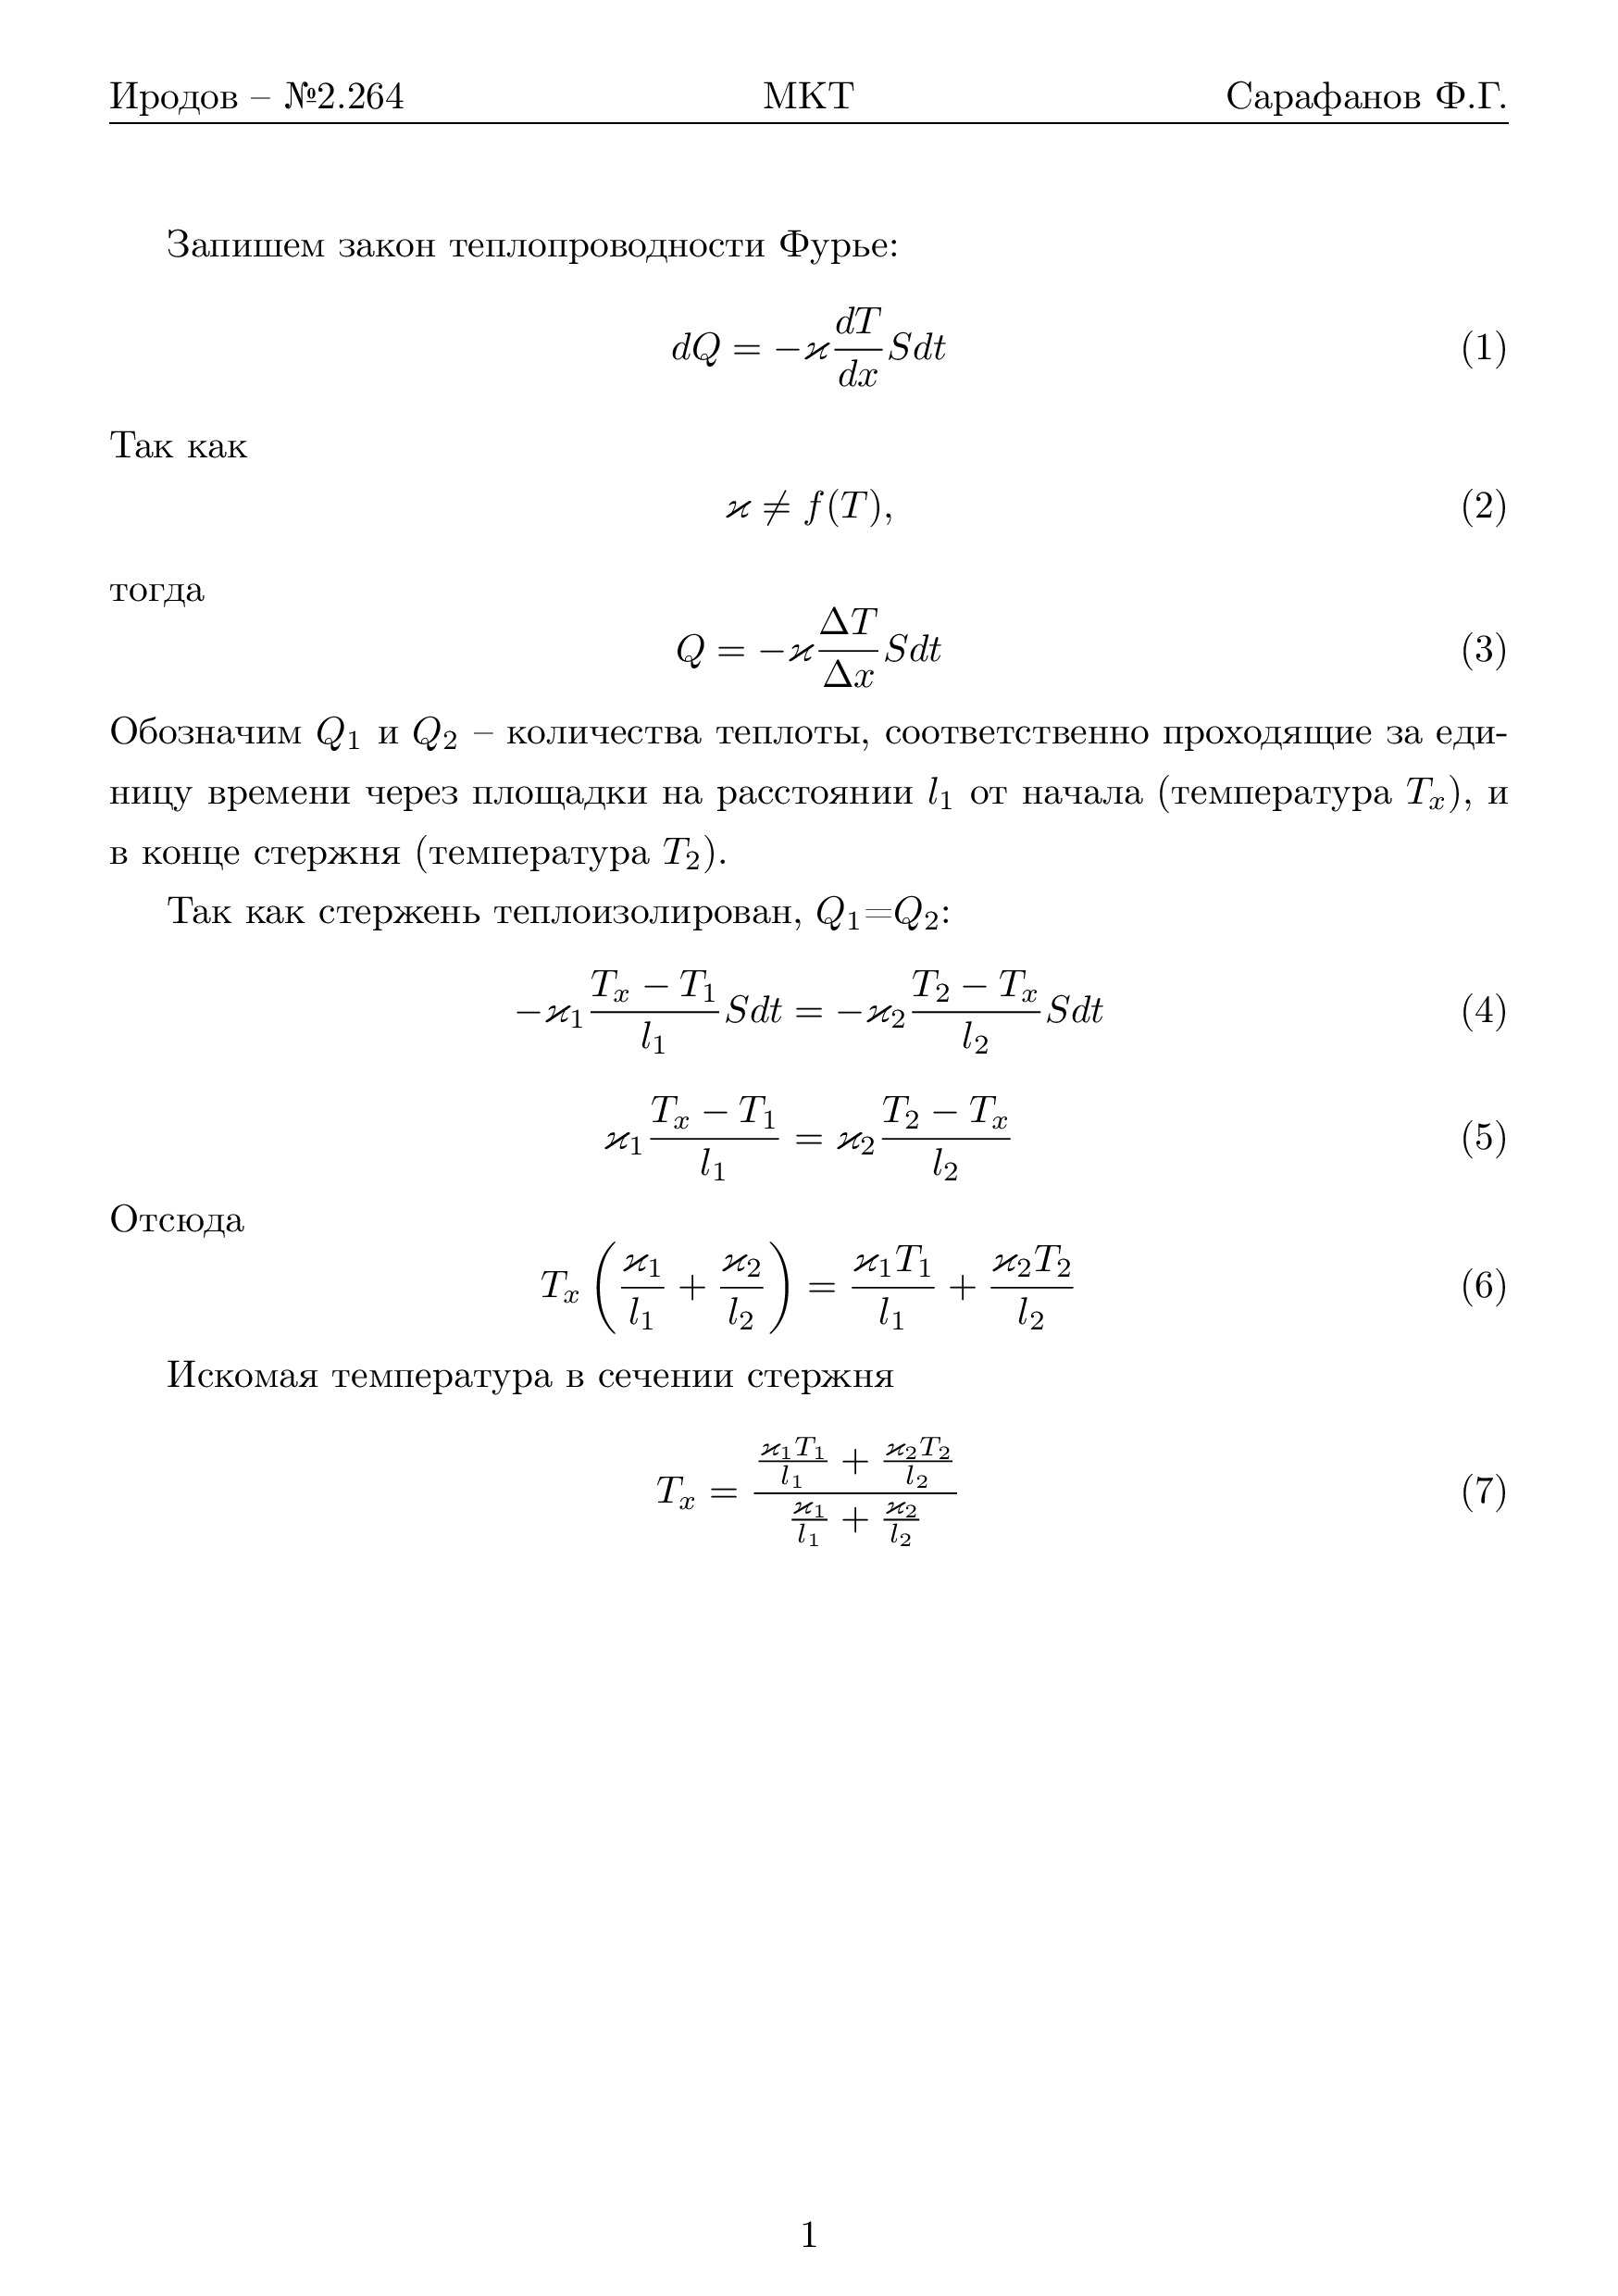 Иродов – №2.264 МКТ Сарафанов Ф.Г.
Запишем закон теплопроводности Фурье:
$$dQ = -\varkappa \frac{dT}{dx} S dt \quad (1)$$
Так как
$$\varkappa \neq f(T), \quad (2)$$
тогда
$$Q = -\varkappa \frac{\Delta T}{\Delta x} S dt \quad (3)$$
Обозначим $Q_1$ и $Q_2$ – количества теплоты, соответственно проходящие за еди-
ницу времени через площадки на расстоянии $l_1$ от начала (температура $T_x$), и
в конце стержня (температура $T_2$).
Так как стержень теплоизолирован, $Q_1$=$Q_2$:
$$-\varkappa_1 \frac{T_x - T_1}{l_1} S dt = -\varkappa_2 \frac{T_2 - T_x}{l_2} S dt \quad (4)$$
$$\varkappa_1 \frac{T_x - T_1}{l_1} = \varkappa_2 \frac{T_2 - T_x}{l_2} \quad (5)$$
Отсюда
$$T_x \left( \frac{\varkappa_1}{l_1} + \frac{\varkappa_2}{l_2} \right) = \frac{\varkappa_1 T_1}{l_1} + \frac{\varkappa_2 T_2}{l_2} \quad (6)$$
Искомая температура в сечении стержня
$$T_x = \frac{\frac{\varkappa_1 T_1}{l_1} + \frac{\varkappa_2 T_2}{l_2}}{\frac{\varkappa_1}{l_1} + \frac{\varkappa_2}{l_2}} \quad (7)$$
1